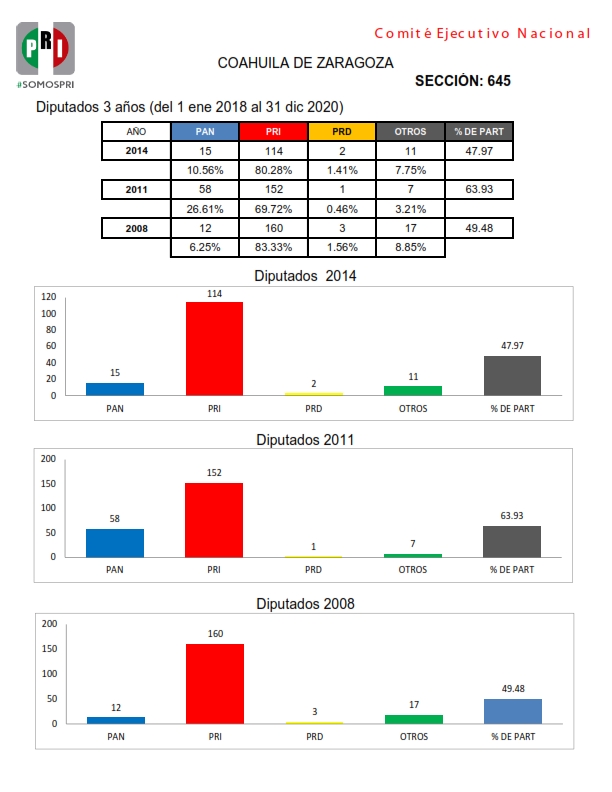 Comité Ejecutivo Nacional
PRI
#SOMOSPRI
COAHUILA DE ZARAGOZA
SECCIÓN: 645
Diputados 3 años (del 1 ene 2018 al 31 dic 2020)
AÑO PAN PRI PRD OTROS % DE PART
2014 15 114 2 11 47.97
10.56% 80.28% 1.41% 7.75%
2011 58 152 1 7 63.93
26.61% 69.72% 0.46% 3.21%
2008 12 160 3 17 49.48
6.25% 83.33% 1.56% 8.85%
Diputados 2014
120
100
80
60
40
20
0
15
114
2
11
47.97
PAN PRI PRD OTROS % DE PART
Diputados 2011
200
150
100
50
0
58
152
1
7
63.93
PAN PRI PRD OTROS % DE PART
Diputados 2008
200
150
100
50
0
12
160
3
17
49.48
PAN PRI PRD OTROS % DE PART